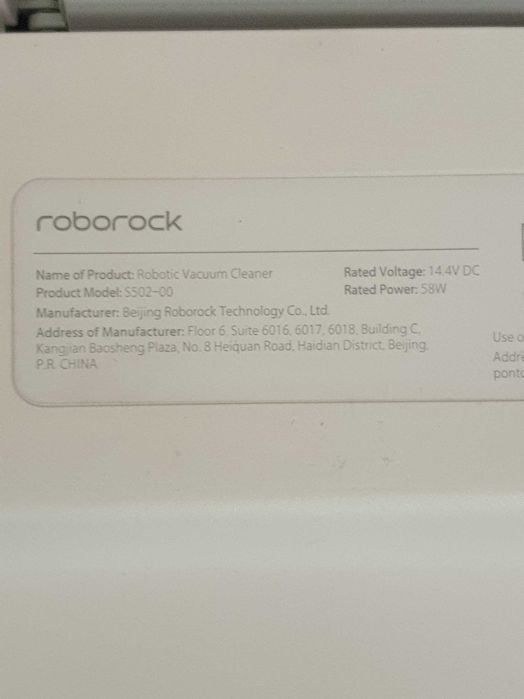 roborock
Name of Product: Robotic Vacuum Cleaner
Rated Voltage: 14.4V DC
Product Model: S502-00
Rated Power: 58W
Manufacturer: Beijing Roborock Technology Co., Ltd.
Address of Manufacturer: Floor 6, Suite 6016, 6017, 6018, Building C,
Kangjian Baosheng Plaza, No. 8 Heiquan Road, Haidian District, Beijing,
P.R. CHINA
Use